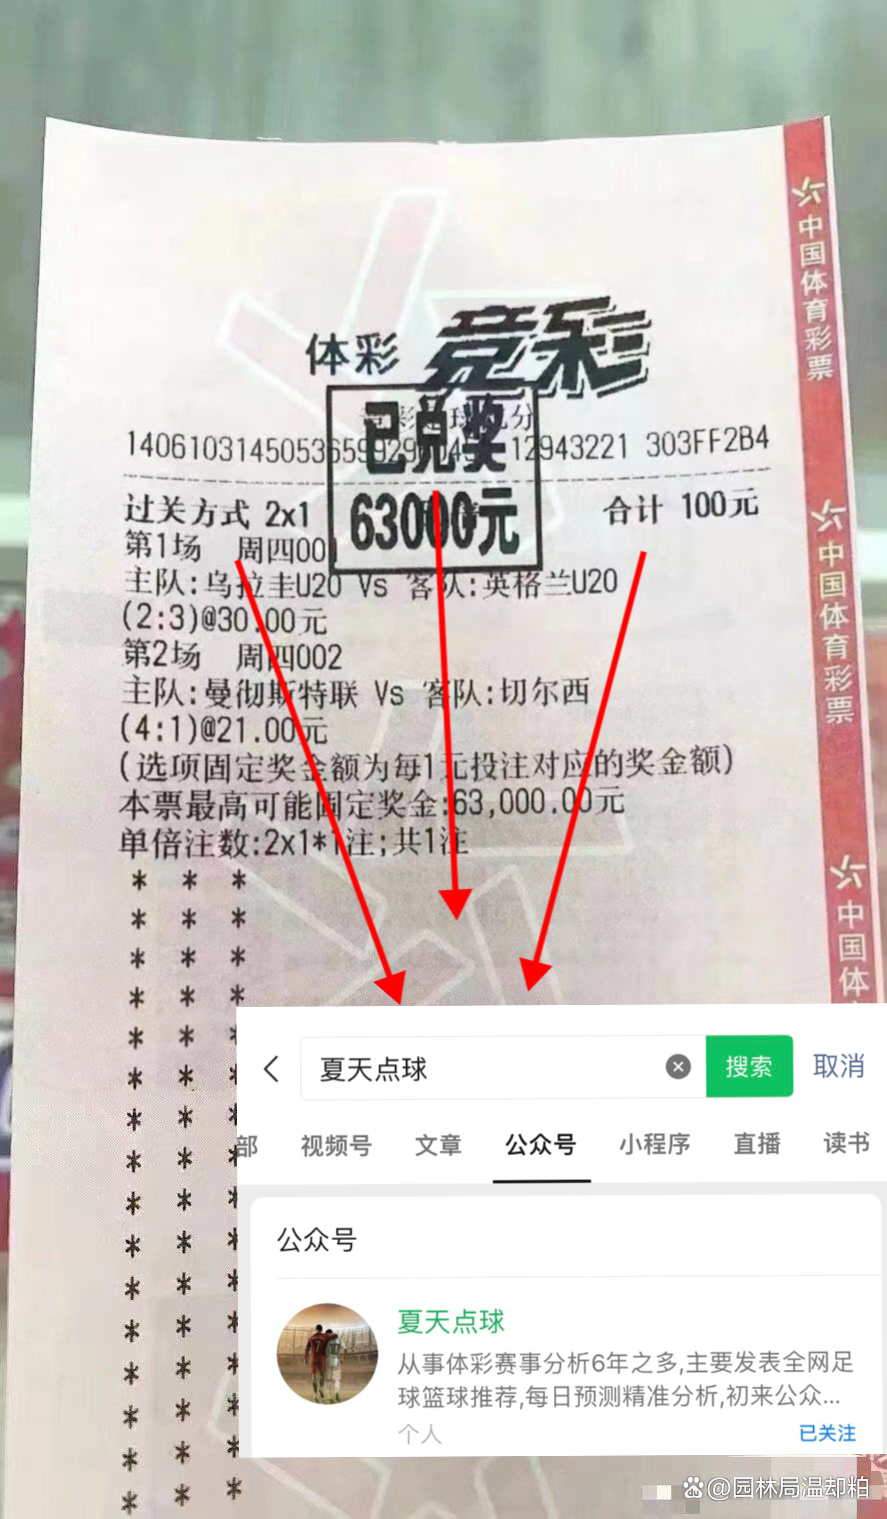 体彩 竞彩
已兑奖
63000元
303FF2B4
过关方式 2x1 合计 100元
第1场 周四001
主队:乌拉圭U20 Vs 客队:英格兰U20
(2:3)@30.00元
第2场 周四002
主队:曼彻斯特联 Vs 客队:切尔西
(4:1)@21.00元
(选项固定奖金额为每1元投注对应的奖金额)
本票最高可能固定奖金:63,000.00元
单倍注数:2x1*1注;共1注
中国体育彩票
中国体育彩票
中国体
夏天点球
搜索 取消
部 视频号 文章 公众号 小程序 直播 读书
公众号
夏天点球
从事体彩赛事分析6年之多,主要发表全网足
球篮球推荐,每日预测精准分析,初来公众...
个人 已关注
@园林局温却粕